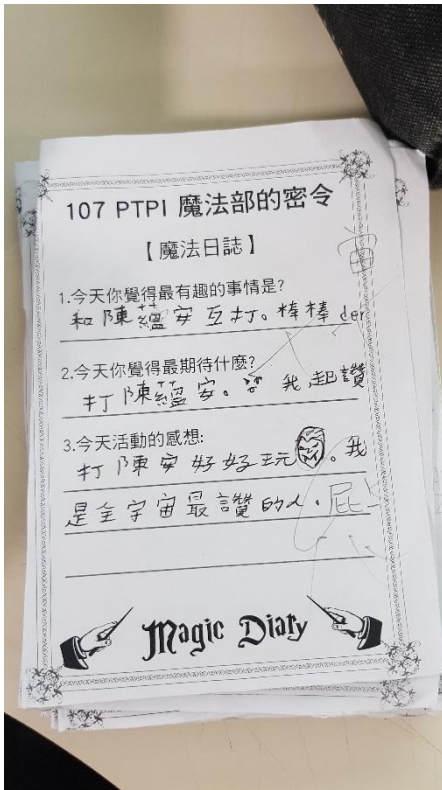 107 PTPI 魔法部的密令
【魔法日誌】
1.今天你覺得最有趣的事情是?
和陳蘊安互打。棒棒der
2.今天你覺得最期待什麼?
打陳蘊安。我超讚
3.今天活動的感想:
打陳安好好玩。我
是全宇宙最讚的人.屁
Magic Diary